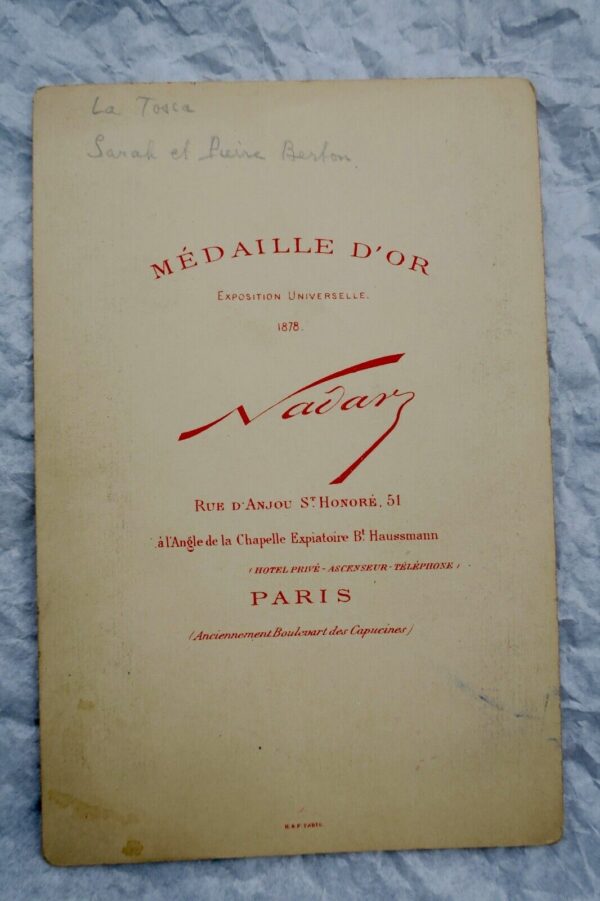 La Tosca
Sarah et Pierre Berton
MÉDAILLE D'OR
EXPOSITION UNIVERSELLE.
1878.
Nadar
RUE D'ANJOU ST HONORÉ, 51
à l'Angle de la Chapelle Expiatoire Bd Haussmann
(HOTEL PRIVÉ - ASCENSEUR - TÉLÉPHONE)
PARIS
(Anciennement Boulevart des Capucines)
PARIS